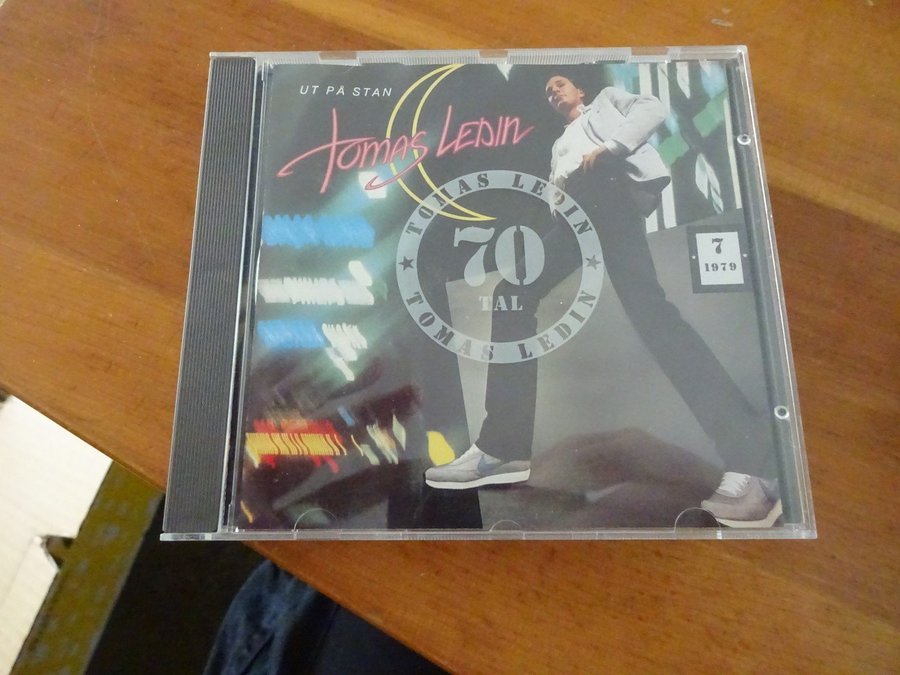 UT PÅ STAN
Tomas Ledin
TOMAS LEDIN
70
TAL
TOMAS LEDIN
7
1979